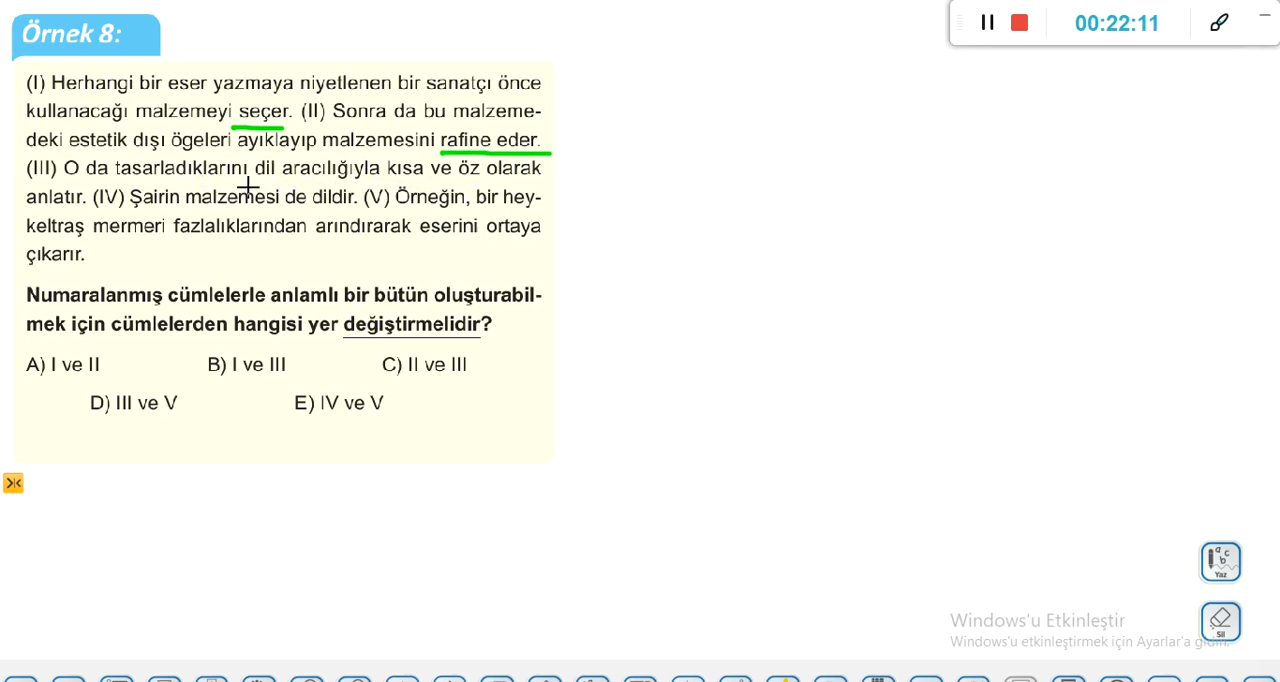 Örnek 8:
00:22:11
(I) Herhangi bir eser yazmaya niyetlenen bir sanatçı önce
kullanacağı malzemeyi seçer. (II) Sonra da bu malzeme-
deki estetik dışı ögeleri ayıklayıp malzemesini rafine eder.
(III) O da tasarladıklarını dil aracılığıyla kısa ve öz olarak
anlatır. (IV) Şairin malzemesi de dildir. (V) Örneğin, bir hey-
keltraş mermeri fazlalıklarından arındırarak eserini ortaya
çıkarır.
Numaralanmış cümlelerle anlamlı bir bütün oluşturabil-
mek için cümlelerden hangisi yer değiştirmelidir?
A) I ve II B) I ve III C) II ve III
D) III ve V E) IV ve V
a c
b
Yaz
Windows'u Etkinleştir
Windows'u etkinleştirmek için Ayarlar'a gidin.
Sil